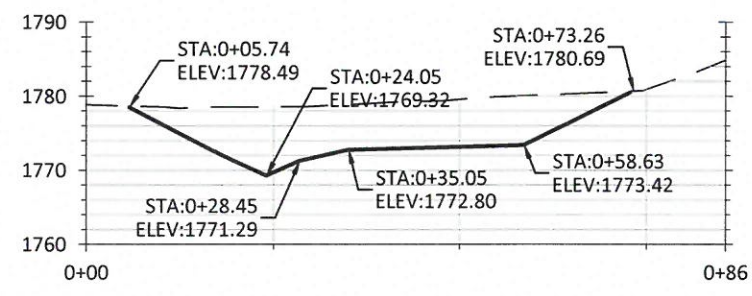 1790
STA:0+05.74
ELEV:1778.49
STA:0+24.05
ELEV:1769.32
STA:0+73.26
ELEV:1780.69
1780
1770
STA:0+28.45
ELEV:1771.29
STA:0+35.05
ELEV:1772.80
STA:0+58.63
ELEV:1773.42
1760
0+00
0+86